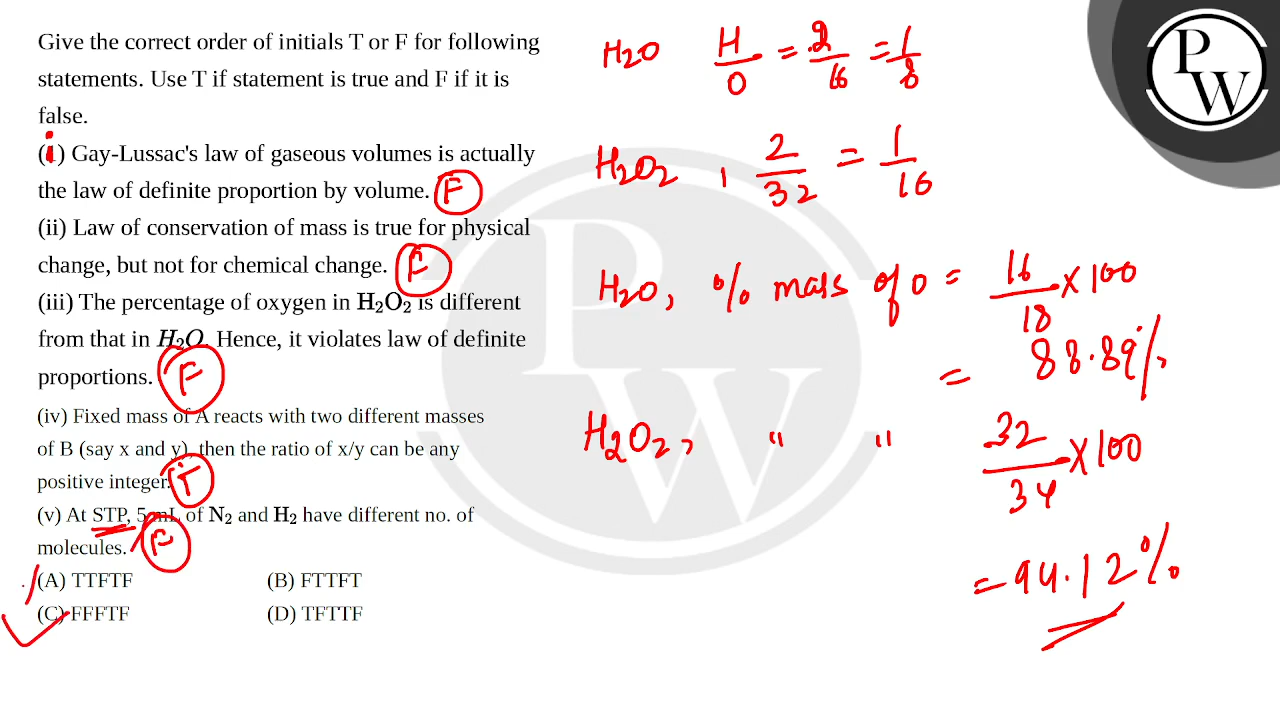 Give the correct order of initials T or F for following
statements. Use T if statement is true and F if it is
false.
(i) Gay-Lussac's law of gaseous volumes is actually
the law of definite proportion by volume. F
(ii) Law of conservation of mass is true for physical
change, but not for chemical change. F
(iii) The percentage of oxygen in H₂O₂ is different
from that in H₂O. Hence, it violates law of definite
proportions. F
(iv) Fixed mass of A reacts with two different masses
of B (say x and y), then the ratio of x/y can be any
positive integer. T
(v) At STP, 5 mL of N₂ and H₂ have different no. of
molecules. F
(A) TTFTF (B) FTTFT
(C) FFFTF (D) TFTTF
H2O H/O = 2/16 = 1/8
H2O2, 2/32 = 1/16
H2O, % mass of O = 16/18 x 100
= 88.89%
H2O2, " " 32/34 x 100
= 94.12%
PW
PW